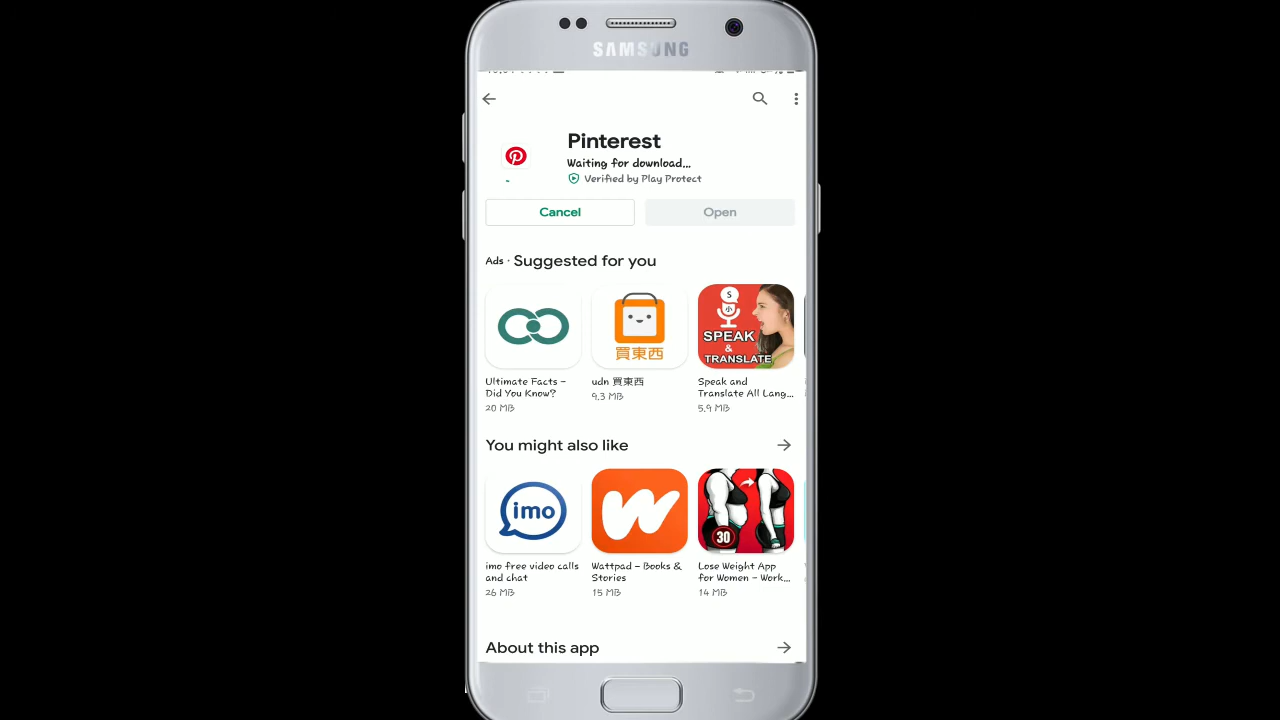 SAMSUNG
Pinterest
Waiting for download...
Verified by Play Protect
Cancel
Open
Ads · Suggested for you
S
小
SPEAK
&
TRANSLATE
買東西
Ultimate Facts –
Did You Know?
20 MB
udn 買東西
9.3 MB
Speak and
Translate All Lang...
5.9 MB
You might also like
imo
30
imo free video calls
and chat
26 MB
Wattpad - Books &
Stories
15 MB
Lose Weight App
for Women - Work...
14 MB
About this app